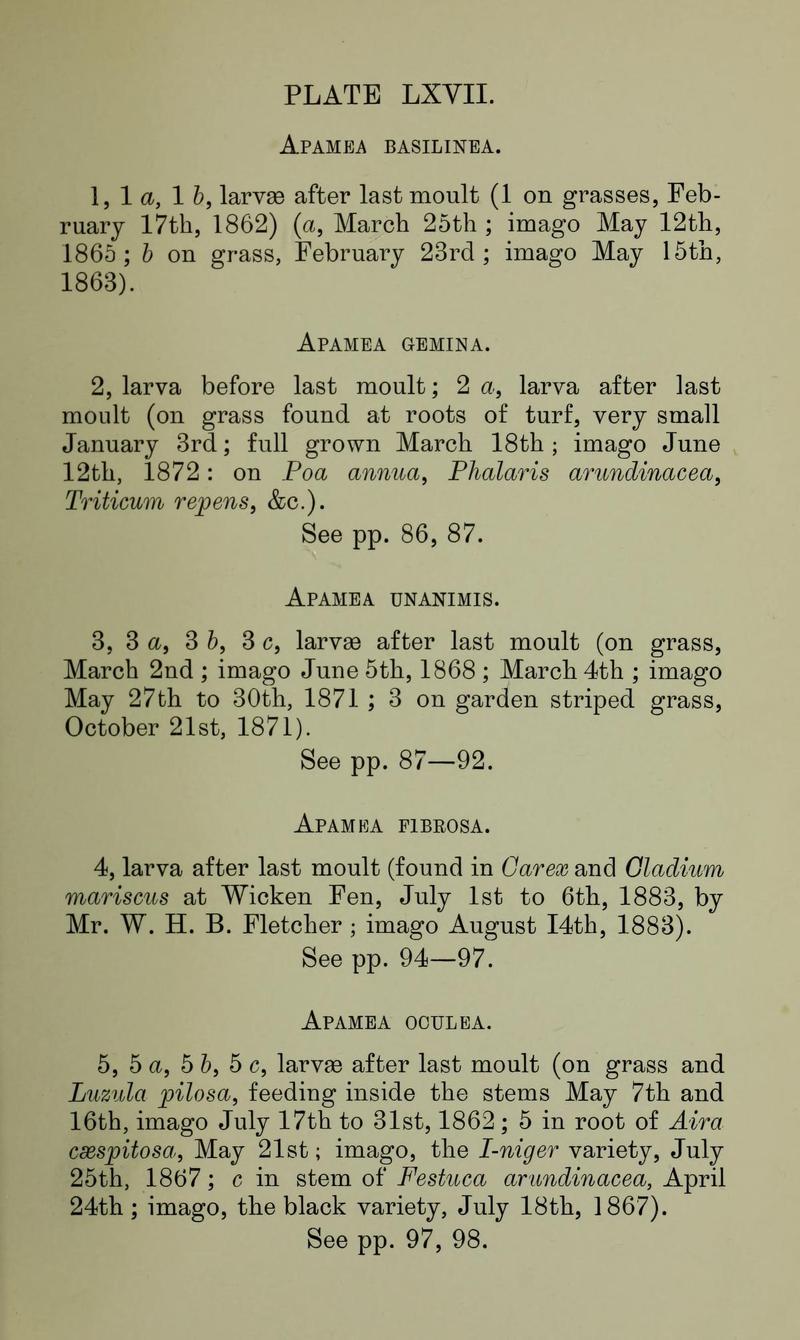 PLATE LXVII.
APAMEA BASILINEA.
1, 1 a, 1 b, larvæ after last moult (1 on grasses, Feb-
ruary 17th, 1862) (a, March 25th ; imago May 12th,
1865 ; b on grass, February 23rd ; imago May 15th,
1863).
APAMEA GEMINA.
2, larva before last moult; 2 a, larva after last
moult (on grass found at roots of turf, very small
January 3rd; full grown March 18th ; imago June
12th, 1872: on Poa annua, Phalaris arundinacea,
Triticum repens, &c.).
See pp. 86, 87.
APAMEA UNANIMIS.
3, 3 a, 3 b, 3 c, larvæ after last moult (on grass,
March 2nd ; imago June 5th, 1868 ; March 4th ; imago
May 27th to 30th, 1871 ; 3 on garden striped grass,
October 21st, 1871).
See pp. 87—92.
APAMEA FIBROSA.
4, larva after last moult (found in Carex and Cladium
mariscus at Wicken Fen, July 1st to 6th, 1883, by
Mr. W. H. B. Fletcher ; imago August 14th, 1883).
See pp. 94—97.
APAMEA OCULEA.
5, 5 a, 5 b, 5 c, larvæ after last moult (on grass and
Luzula pilosa, feeding inside the stems May 7th and
16th, imago July 17th to 31st, 1862 ; 5 in root of Aira
cæspitosa, May 21st ; imago, the I-niger variety, July
25th, 1867 ; c in stem of Festuca arundinacea, April
24th ; imago, the black variety, July 18th, 1867).
See pp. 97, 98.